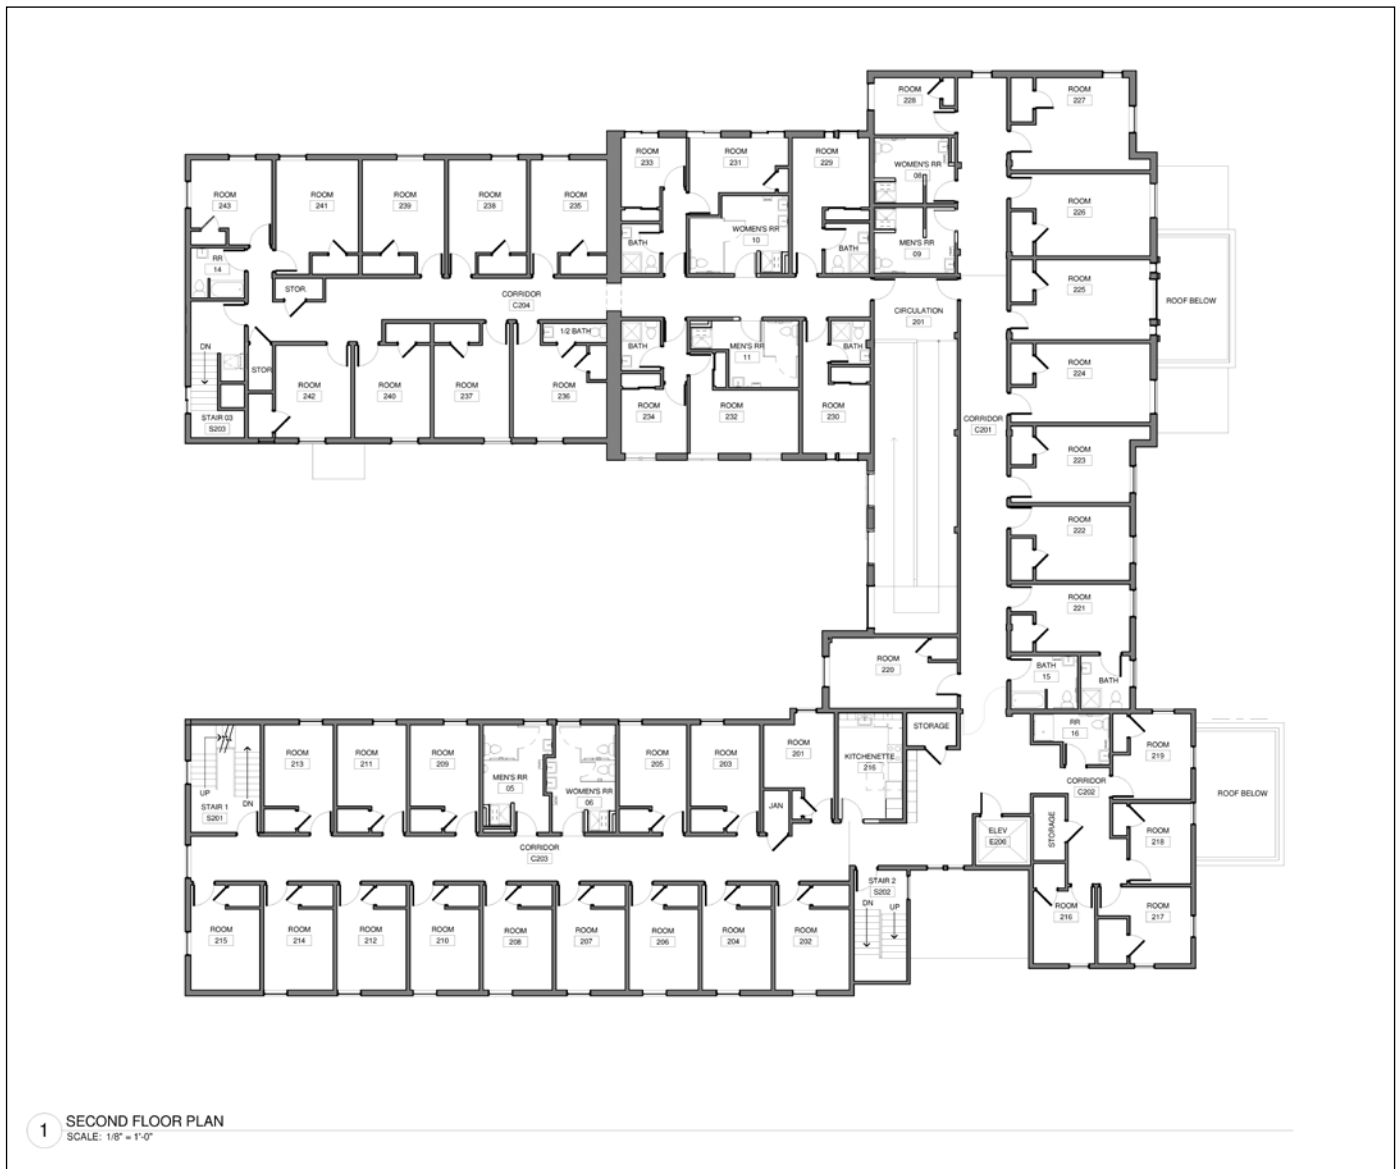 ROOM
228
ROOM
227
WOMEN'S RR
08
MEN'S RR
09
ROOM
226
ROOM
225
ROOF BELOW
ROOM
224
ROOM
223
ROOM
222
ROOM
221
CORRIDOR
C201
CIRCULATION
201
ROOM
233
ROOM
231
ROOM
229
BATH
WOMEN'S RR
10
BATH
ROOM
243
ROOM
241
ROOM
239
ROOM
238
ROOM
235
RR
14
STOR.
CORRIDOR
C204
1/2 BATH
DN
STOR
STAIR 03
S203
ROOM
242
ROOM
240
ROOM
237
ROOM
236
BATH
MEN'S RR
11
BATH
ROOM
234
ROOM
232
ROOM
230
ROOM
220
BATH
15
BATH
STORAGE
KITCHENETTE
216
RR
16
ROOM
219
CORRIDOR
C202
ROOF BELOW
STORAGE
ROOM
218
ELEV
E200
ROOM
216
ROOM
217
UP
DN
STAIR 1
S201
ROOM
213
ROOM
211
ROOM
209
MEN'S RR
05
WOMEN'S RR
06
ROOM
205
ROOM
203
ROOM
201
JAN
CORRIDOR
C203
STAIR 2
S202
DN
UP
ROOM
215
ROOM
214
ROOM
212
ROOM
210
ROOM
208
ROOM
207
ROOM
206
ROOM
204
ROOM
202
1
SECOND FLOOR PLAN
SCALE: 1/8" = 1'-0"